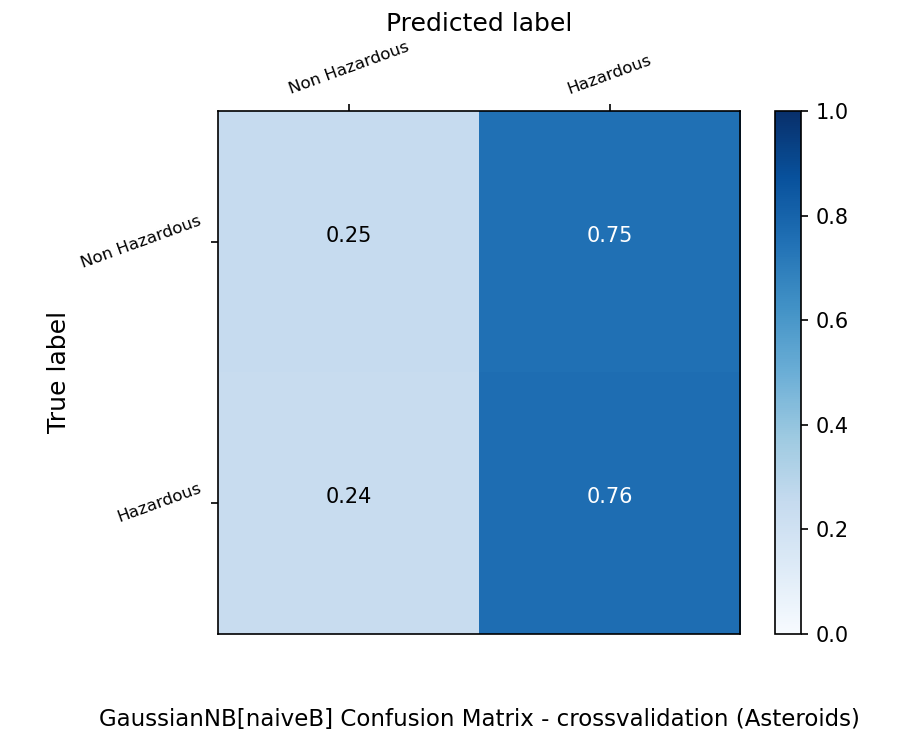 Predicted label
Non Hazardous
Hazardous
1.0
0.8
0.6
0.4
0.2
0.0
True label
Non Hazardous
0.25
0.75
Hazardous
0.24
0.76
GaussianNB[naiveB] Confusion Matrix - crossvalidation (Asteroids)